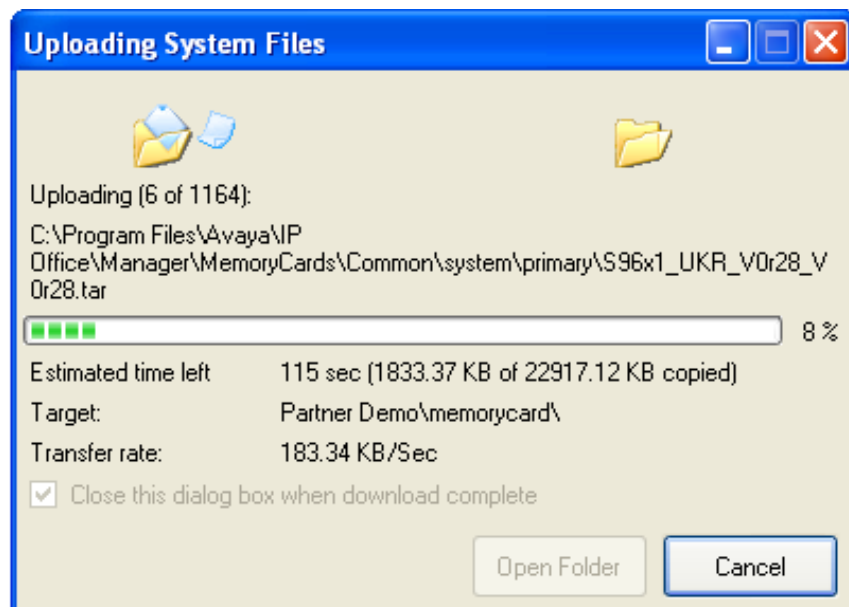 Uploading System Files
Uploading (6 of 1164):
C:\Program Files\Avaya\IP
Office\Manager\MemoryCards\Common\system\primary\S96x1_UKR_V0r28_V
0r28.tar
8 %
Estimated time left 115 sec (1833.37 KB of 22917.12 KB copied)
Target: Partner Demo\memorycard\
Transfer rate: 183.34 KB/Sec
Close this dialog box when download complete
Open Folder Cancel